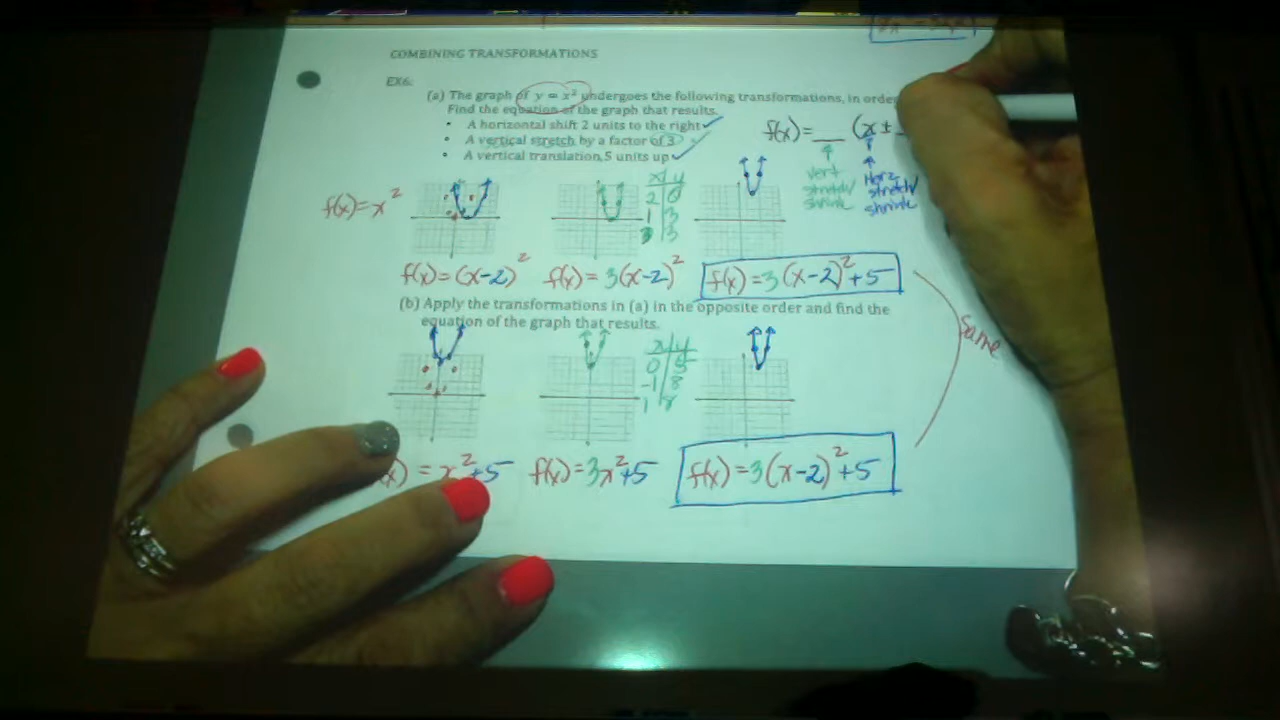 COMBINING TRANSFORMATIONS
EX6:
(a) The graph of y = x² undergoes the following transformations, in order
Find the equation of the graph that results.
• A horizontal shift 2 units to the right
• A vertical stretch by a factor of 3
• A vertical translation 5 units up
f(x)=__ (x ±
vert stretch/ shrink
Horz stretch/ shrink
f(x)=x²
x y
2 0
1 3
3 3
f(x)=(x-2)²
f(x)=3(x-2)²
f(x)=3(x-2)²+5
(b) Apply the transformations in (a) in the opposite order and find the
equation of the graph that results.
same
x y
0 5
-1 8
1 8
(x) = x²+5
f(x)=3x²+5
f(x)=3(x-2)²+5